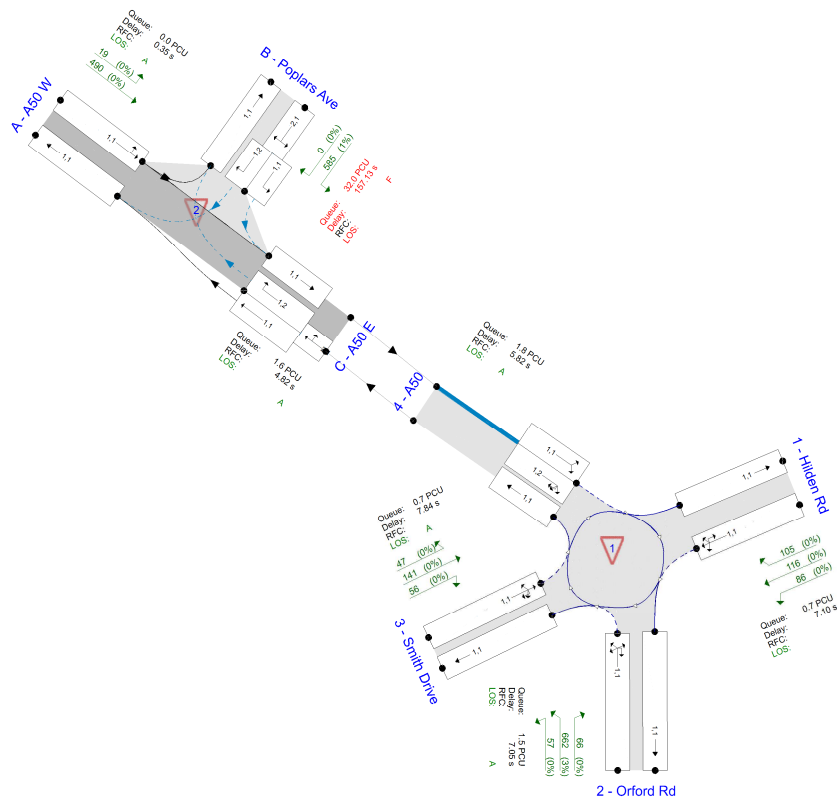 Queue: 0.0 PCU
Delay: 0.35 s
RFC:
LOS: A
19 (0%)
490 (0%)
A - A50 W
B - Poplars Ave
1,1
1,1
1,1
2,1
1,2
1,1
0 (0%)
585 (1%)
Queue: 32.0 PCU
Delay: 157.13 s
RFC:
LOS: F
2
1,1
1,2
1,1
C - A50 E
Queue: 1.6 PCU
Delay: 4.62 s
RFC:
LOS: A
Queue: 1.8 PCU
Delay: 5.82 s
RFC:
LOS: A
4 - A50
1,1
1,2
1,1
1 - Hilden Rd
1,1
1,1
105 (0%)
116 (0%)
86 (0%)
Queue: 0.7 PCU
Delay: 7.10 s
RFC:
LOS:
1
Queue: 0.7 PCU
Delay: 7.84 s
RFC:
LOS: A
47 (0%)
141 (0%)
56 (0%)
1,1
1,1
3 - Smith Drive
Queue: 1.5 PCU
Delay: 7.05 s
RFC:
LOS: A
66 (0%)
662 (3%)
57 (0%)
1,1
1,1
2 - Orford Rd